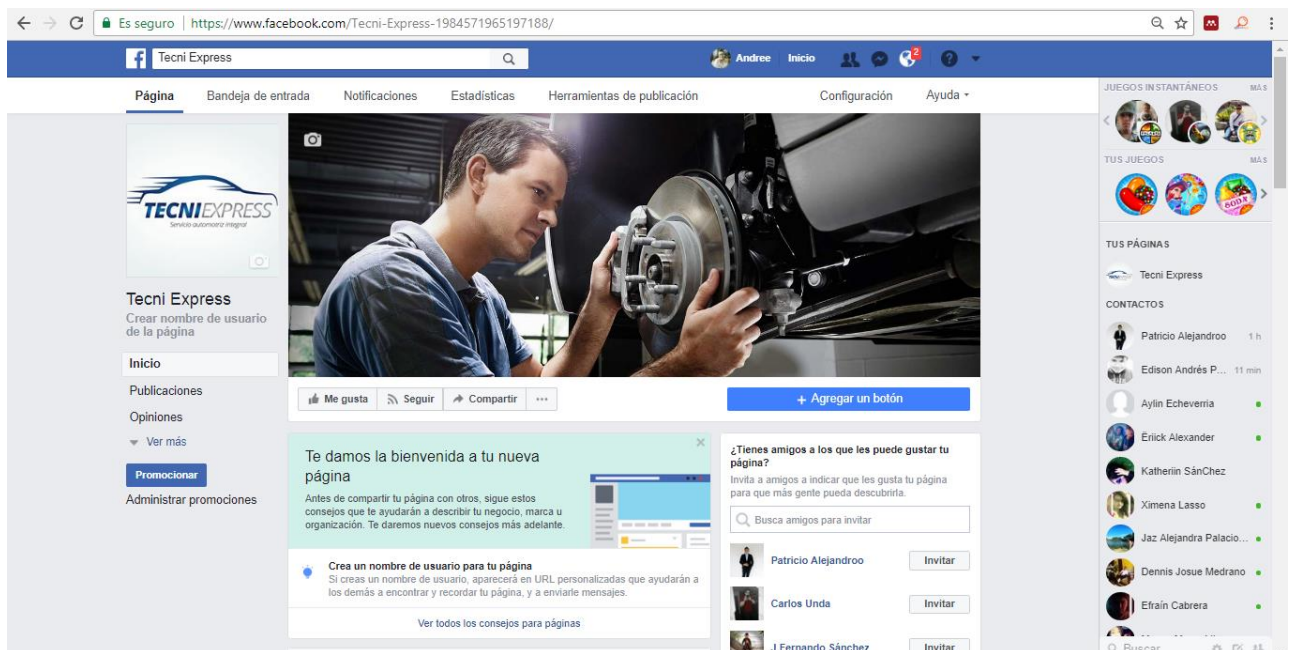 Es seguro | https://www.facebook.com/Tecni-Express-1984571965197188/
Tecni Express
Andree Inicio
2
Página Bandeja de entrada Notificaciones Estadísticas Herramientas de publicación Configuración Ayuda
TECNIEXPRESS
Servicio automotriz integral
Tecni Express
Crear nombre de usuario
de la página
Inicio
Publicaciones
Opiniones
Ver más
Promocionar
Administrar promociones
Me gusta Seguir Compartir ...
+ Agregar un botón
Te damos la bienvenida a tu nueva
página
Antes de compartir tu página con otros, sigue estos
consejos que te ayudarán a describir tu negocio, marca u
organización. Te daremos nuevos consejos más adelante.
Crea un nombre de usuario para tu página
Si creas un nombre de usuario, aparecerá en URL personalizadas que ayudarán a
los demás a encontrar y recordar tu página, y a enviarle mensajes.
Ver todos los consejos para páginas
¿Tienes amigos a los que les puede gustar tu
página?
Invita a amigos a indicar que les gusta tu página
para que más gente pueda descubrirla.
Busca amigos para invitar
Patricio Alejandroo Invitar
Carlos Unda Invitar
J Fernando Sánchez Invitar
JUEGOS INSTANTÁNEOS MÁS
TUS JUEGOS MÁS
SODA
TUS PÁGINAS
Tecni Express
CONTACTOS
Patricio Alejandroo 1 h
Edison Andrés P... 11 min
Aylin Echeverria
Ëriick Alexander
Katheriin SánChez
Ximena Lasso
Jaz Alejandra Palacio...
Dennis Josue Medrano
Efraín Cabrera
Buscar